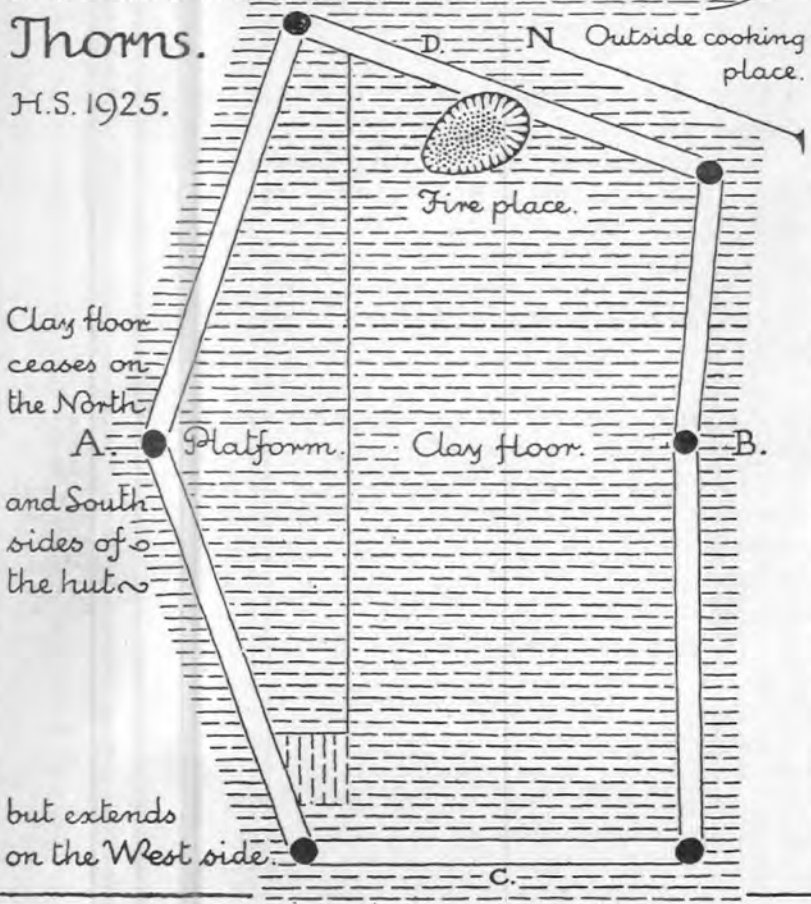 Thorns.
H.S. 1925.
D.
N
Outside cooking
place.
Fire place.
Clay floor
ceases on
the North
A.
Platform.
Clay floor.
B.
and South
sides of
the hut
but extends
on the West side.
C.